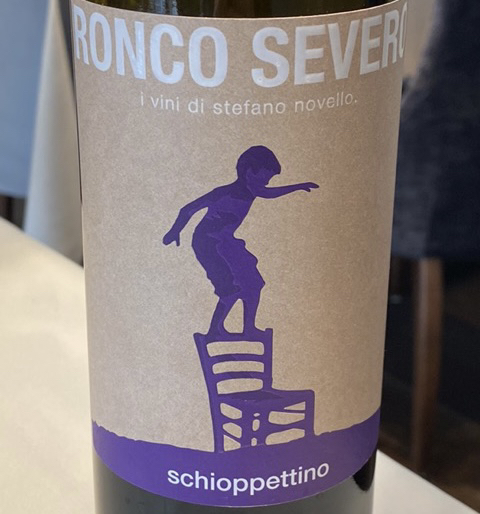 RONCO SEVERO
i vini di stefano novello.
schioppettino